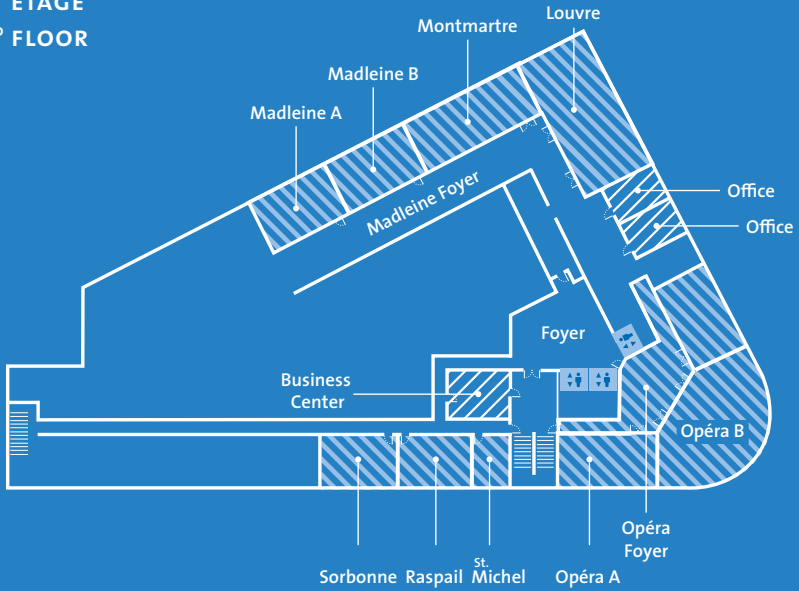 ETAGE
FLOOR
Louvre
Montmartre
Madleine B
Madleine A
Madleine Foyer
Office
Office
Foyer
Business
Center
Opéra B
Opéra
Foyer
Sorbonne
Raspail
St.
Michel
Opéra A